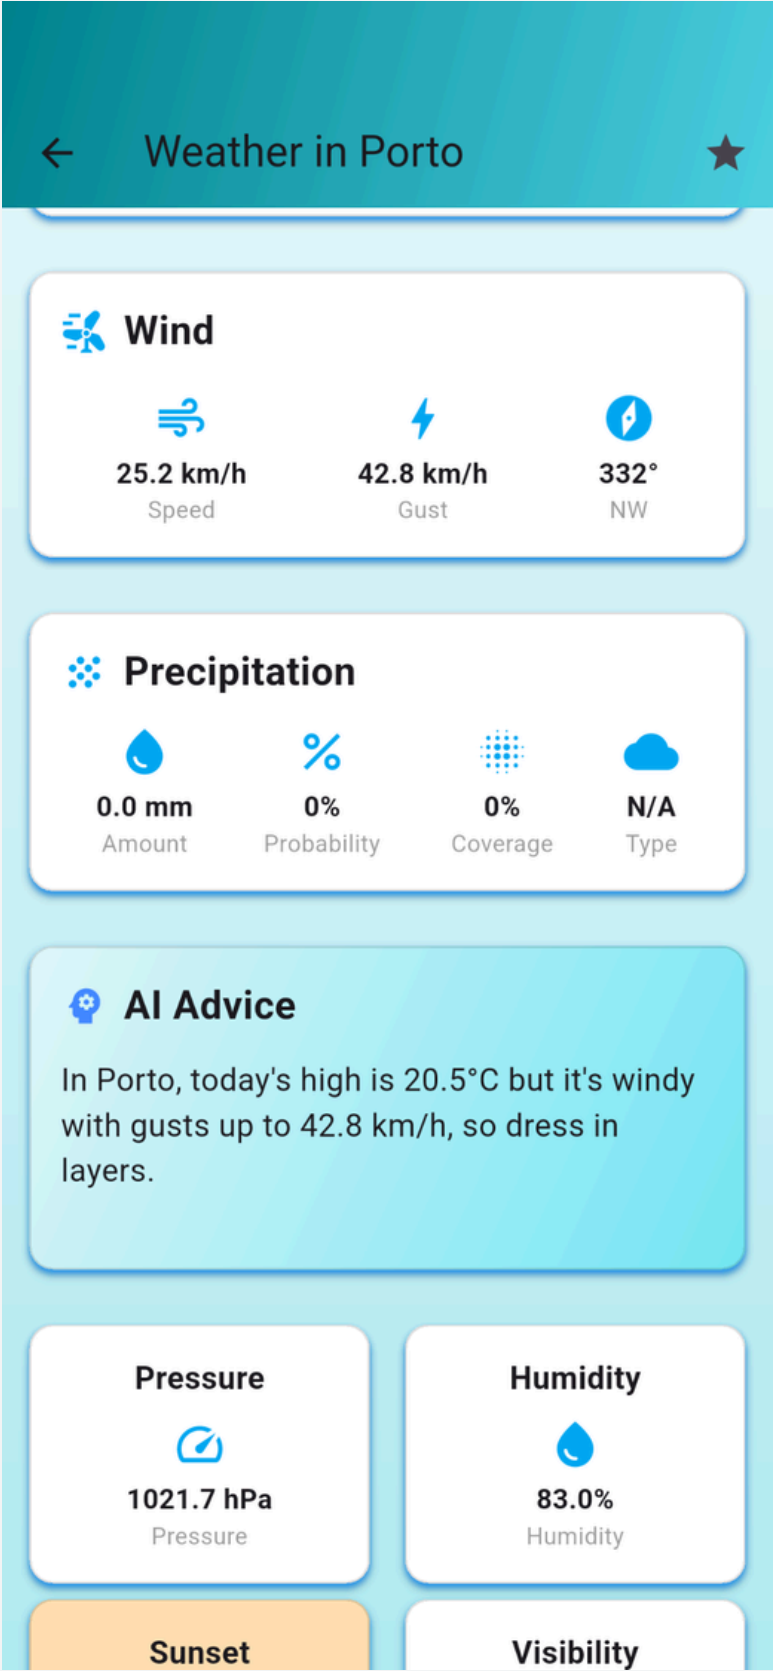 Weather in Porto
Wind
25.2 km/h 42.8 km/h 332°
Speed Gust NW
Precipitation
0.0 mm 0% 0% N/A
Amount Probability Coverage Type
AI Advice
In Porto, today's high is 20.5°C but it's windy
with gusts up to 42.8 km/h, so dress in
layers.
Pressure Humidity
1021.7 hPa 83.0%
Pressure Humidity
Sunset Visibility